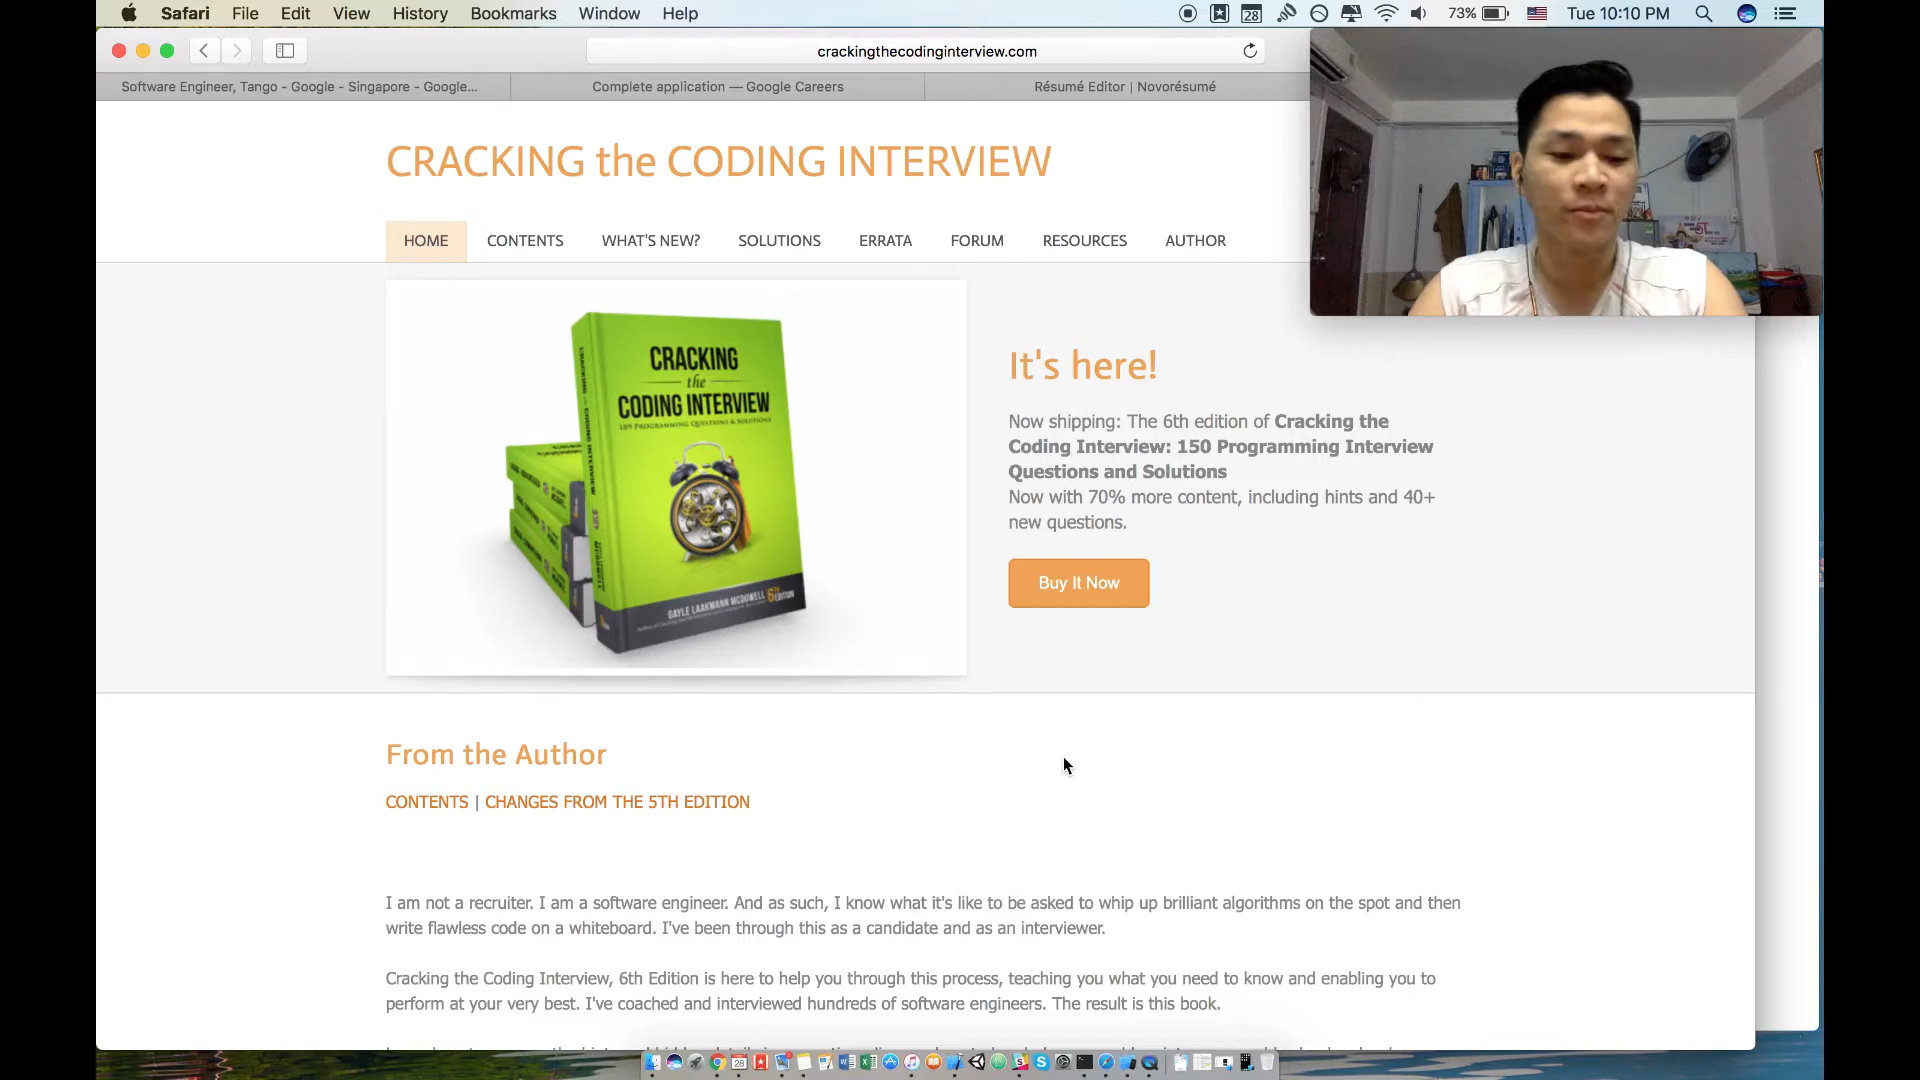 Safari File Edit View History Bookmarks Window Help
28 73% Tue 10:10 PM
crackingthecodinginterview.com
Software Engineer, Tango - Google - Singapore - Google...
Complete application — Google Careers
Résumé Editor | Novorésumé
CRACKING the CODING INTERVIEW
HOME CONTENTS WHAT'S NEW? SOLUTIONS ERRATA FORUM RESOURCES AUTHOR
CRACKING
the
CODING INTERVIEW
189 PROGRAMMING QUESTIONS & SOLUTIONS
GAYLE LAAKMANN MCDOWELL 6TH EDITION
It's here!
Now shipping: The 6th edition of Cracking the
Coding Interview: 150 Programming Interview
Questions and Solutions
Now with 70% more content, including hints and 40+
new questions.
Buy It Now
From the Author
CONTENTS | CHANGES FROM THE 5TH EDITION
I am not a recruiter. I am a software engineer. And as such, I know what it's like to be asked to whip up brilliant algorithms on the spot and then
write flawless code on a whiteboard. I've been through this as a candidate and as an interviewer.
Cracking the Coding Interview, 6th Edition is here to help you through this process, teaching you what you need to know and enabling you to
perform at your very best. I've coached and interviewed hundreds of software engineers. The result is this book.